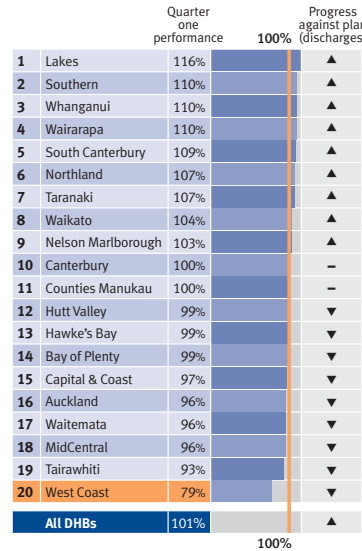 Quarter
one
performance
100%
Progress
against plan
(discharges)
1 Lakes 116% ▲
2 Southern 110% ▲
3 Whanganui 110% ▲
4 Wairarapa 110% ▲
5 South Canterbury 109% ▲
6 Northland 107% ▲
7 Taranaki 107% ▲
8 Waikato 104% ▲
9 Nelson Marlborough 103% ▲
10 Canterbury 100% –
11 Counties Manukau 100% –
12 Hutt Valley 99% ▼
13 Hawke's Bay 99% ▼
14 Bay of Plenty 99% ▼
15 Capital & Coast 97% ▼
16 Auckland 96% ▼
17 Waitemata 96% ▼
18 MidCentral 96% ▼
19 Tairawhiti 93% ▼
20 West Coast 79% ▼
All DHBs 101% ▲
100%